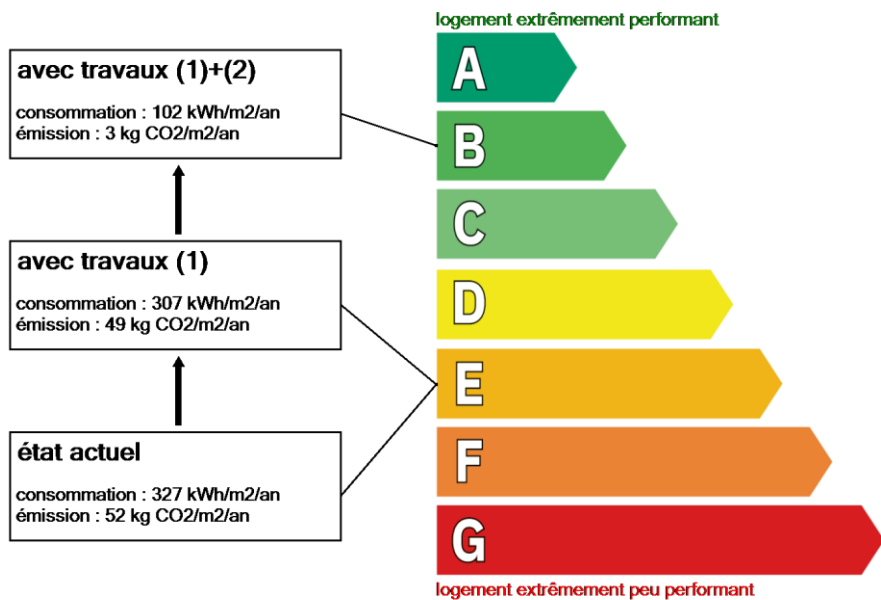 logement extrêmement performant
avec travaux (1)+(2)
consommation : 102 kWh/m2/an
émission : 3 kg CO2/m2/an
avec travaux (1)
consommation : 307 kWh/m2/an
émission : 49 kg CO2/m2/an
état actuel
consommation : 327 kWh/m2/an
émission : 52 kg CO2/m2/an
A
B
C
D
E
F
G
logement extrêmement peu performant